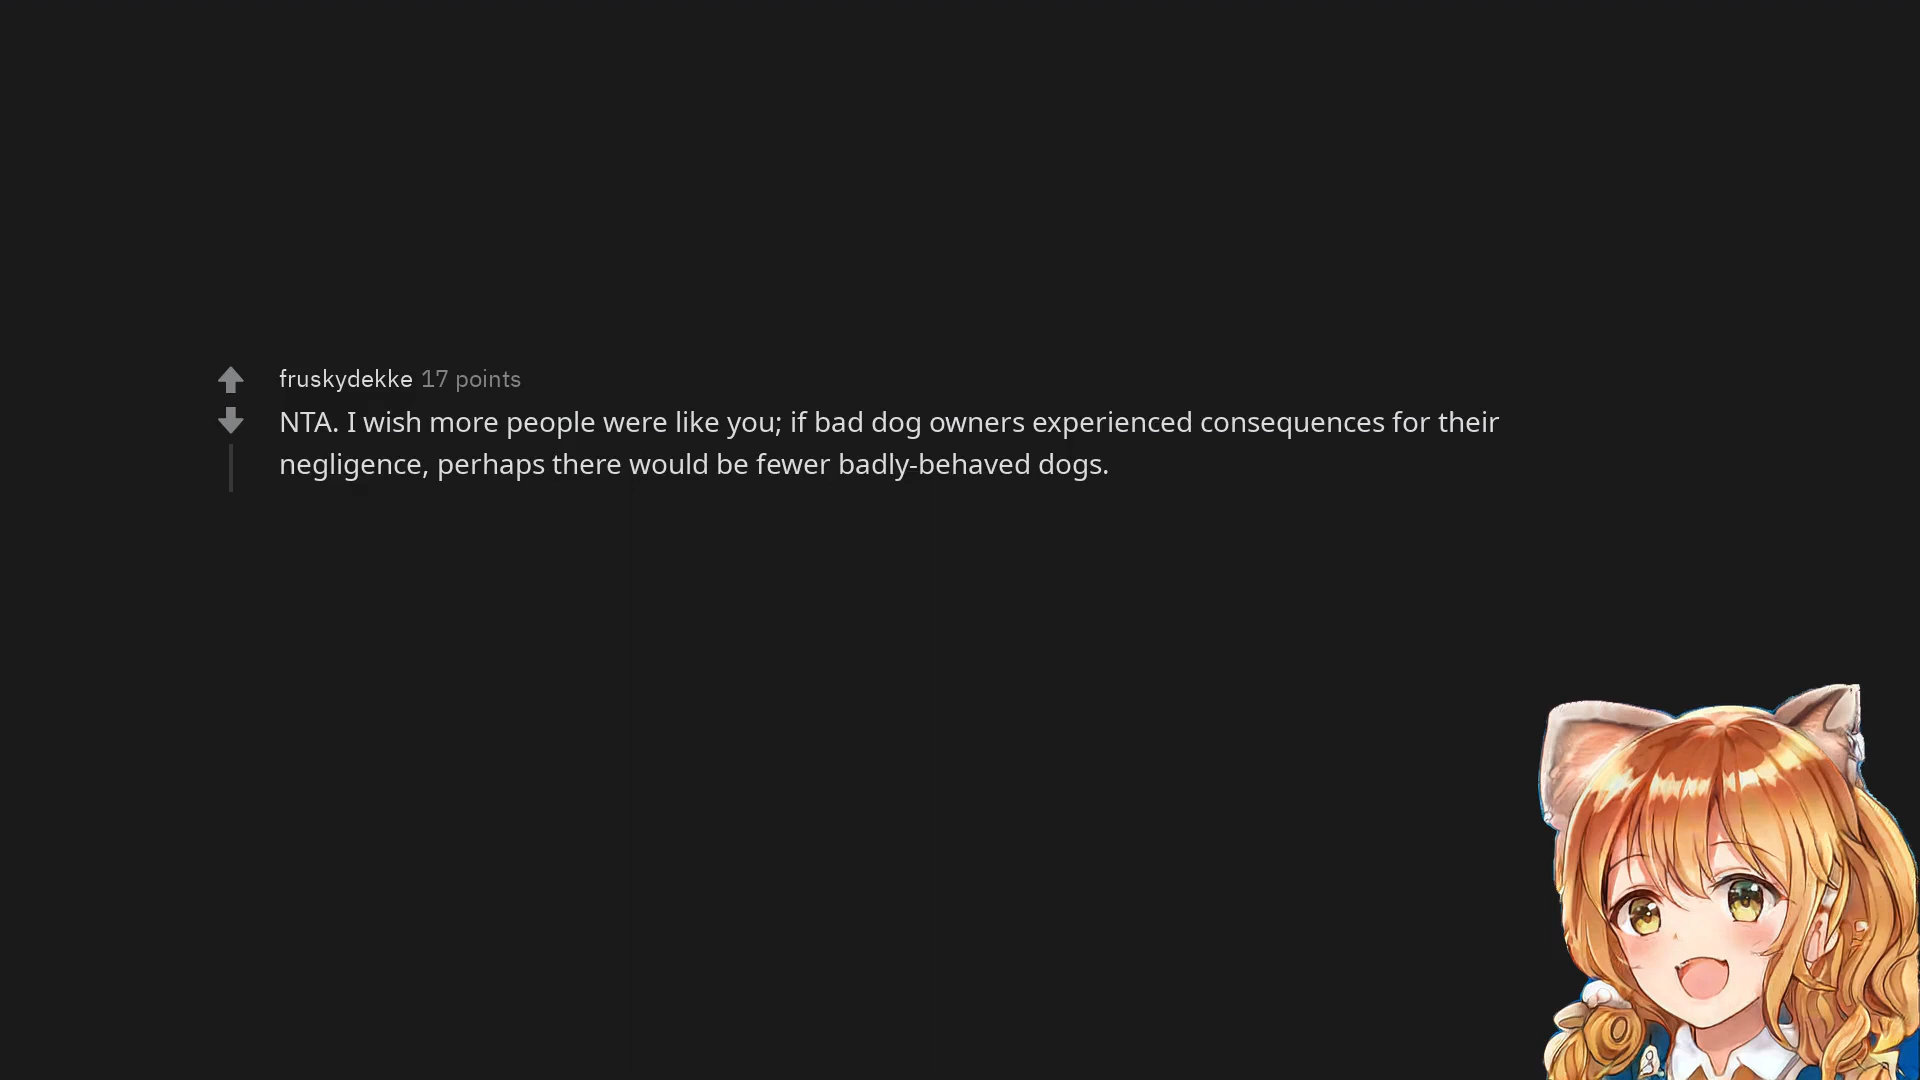 fruskydekke 17 points
NTA. I wish more people were like you; if bad dog owners experienced consequences for their
negligence, perhaps there would be fewer badly-behaved dogs.